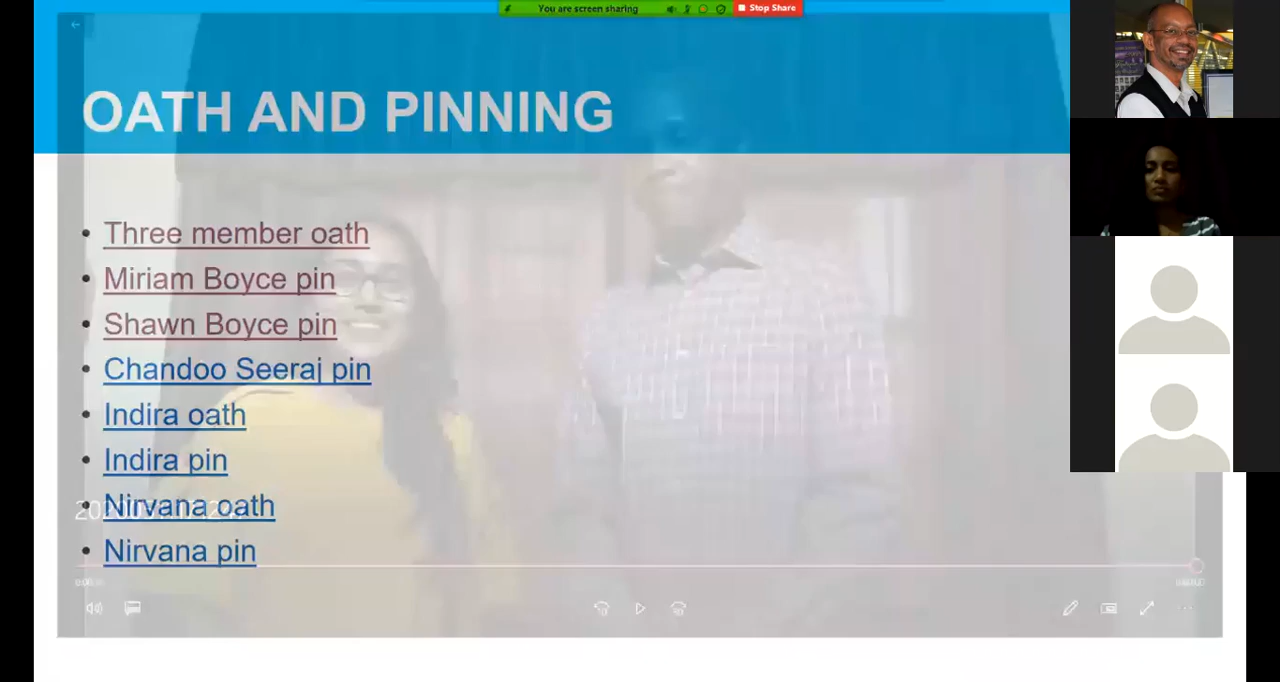 You are screen sharing
Stop Share
OATH AND PINNING
Three member oath
Miriam Boyce pin
Shawn Boyce pin
Chandoo Seeraj pin
Indira oath
Indira pin
Nirvana oath
Nirvana pin